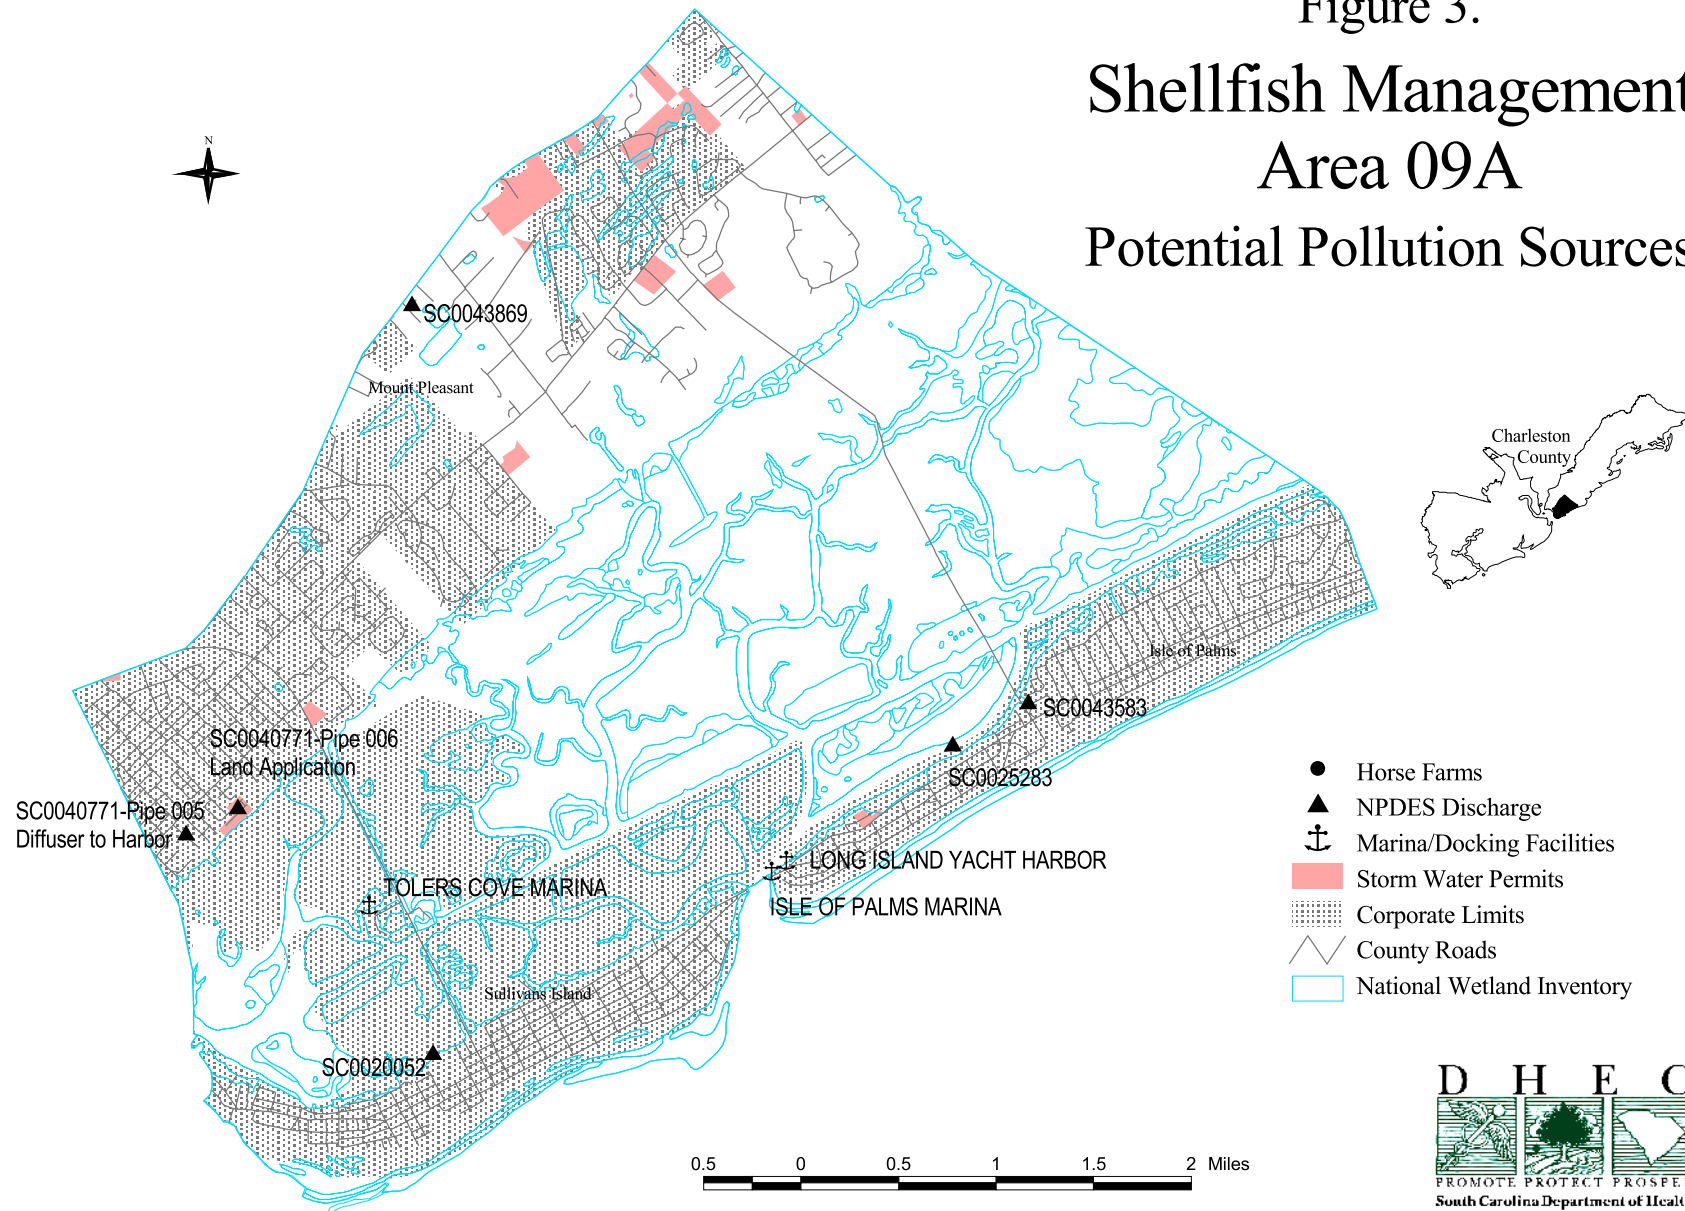 Figure 3.
Shellfish Management
Area 09A
Potential Pollution Sources
N
SC0043869
Mount Pleasant
Charleston
County
Isle of Palms
SC0043583
SC0025283
SC0040771-Pipe 006
Land Application
SC0040771-Pipe 005
Diffuser to Harbor
LONG ISLAND YACHT HARBOR
TOLERS COVE MARINA
ISLE OF PALMS MARINA
Sullivans Island
SC0020052
Horse Farms
NPDES Discharge
Marina/Docking Facilities
Storm Water Permits
Corporate Limits
County Roads
National Wetland Inventory
0.5 0 0.5 1 1.5 2 Miles
D H E C
PROMOTE PROTECT PROSPE
South Carolina Department of Healt